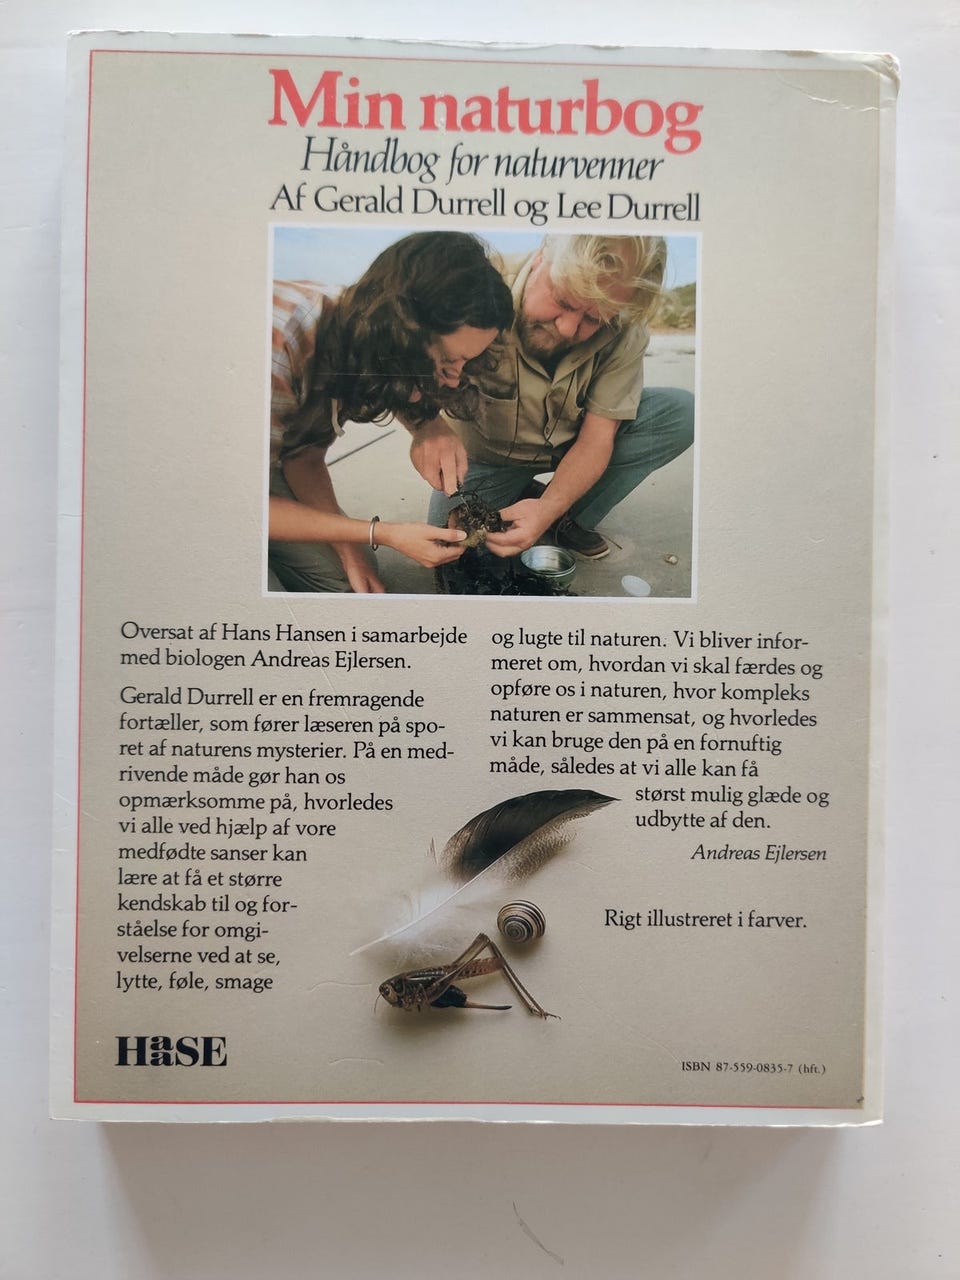 Min naturbog
Håndbog for naturvenner
Af Gerald Durrell og Lee Durrell
Oversat af Hans Hansen i samarbejde
med biologen Andreas Ejlersen.
Gerald Durrell er en fremragende
fortæller, som fører læseren på spo-
ret af naturens mysterier. På en med-
rivende måde gør han os
opmærksomme på, hvorledes
vi alle ved hjælp af vore
medfødte sanser kan
lære at få et større
kendskab til og for-
ståelse for omgi-
velserne ved at se,
lytte, føle, smage
og lugte til naturen. Vi bliver infor-
meret om, hvordan vi skal færdes og
opføre os i naturen, hvor kompleks
naturen er sammensat, og hvorledes
vi kan bruge den på en fornuftig
måde, således at vi alle kan få
størst mulig glæde og
udbytte af den.
Andreas Ejlersen
Rigt illustreret i farver.
HaaSE
ISBN 87-559-0835-7 (hft.)